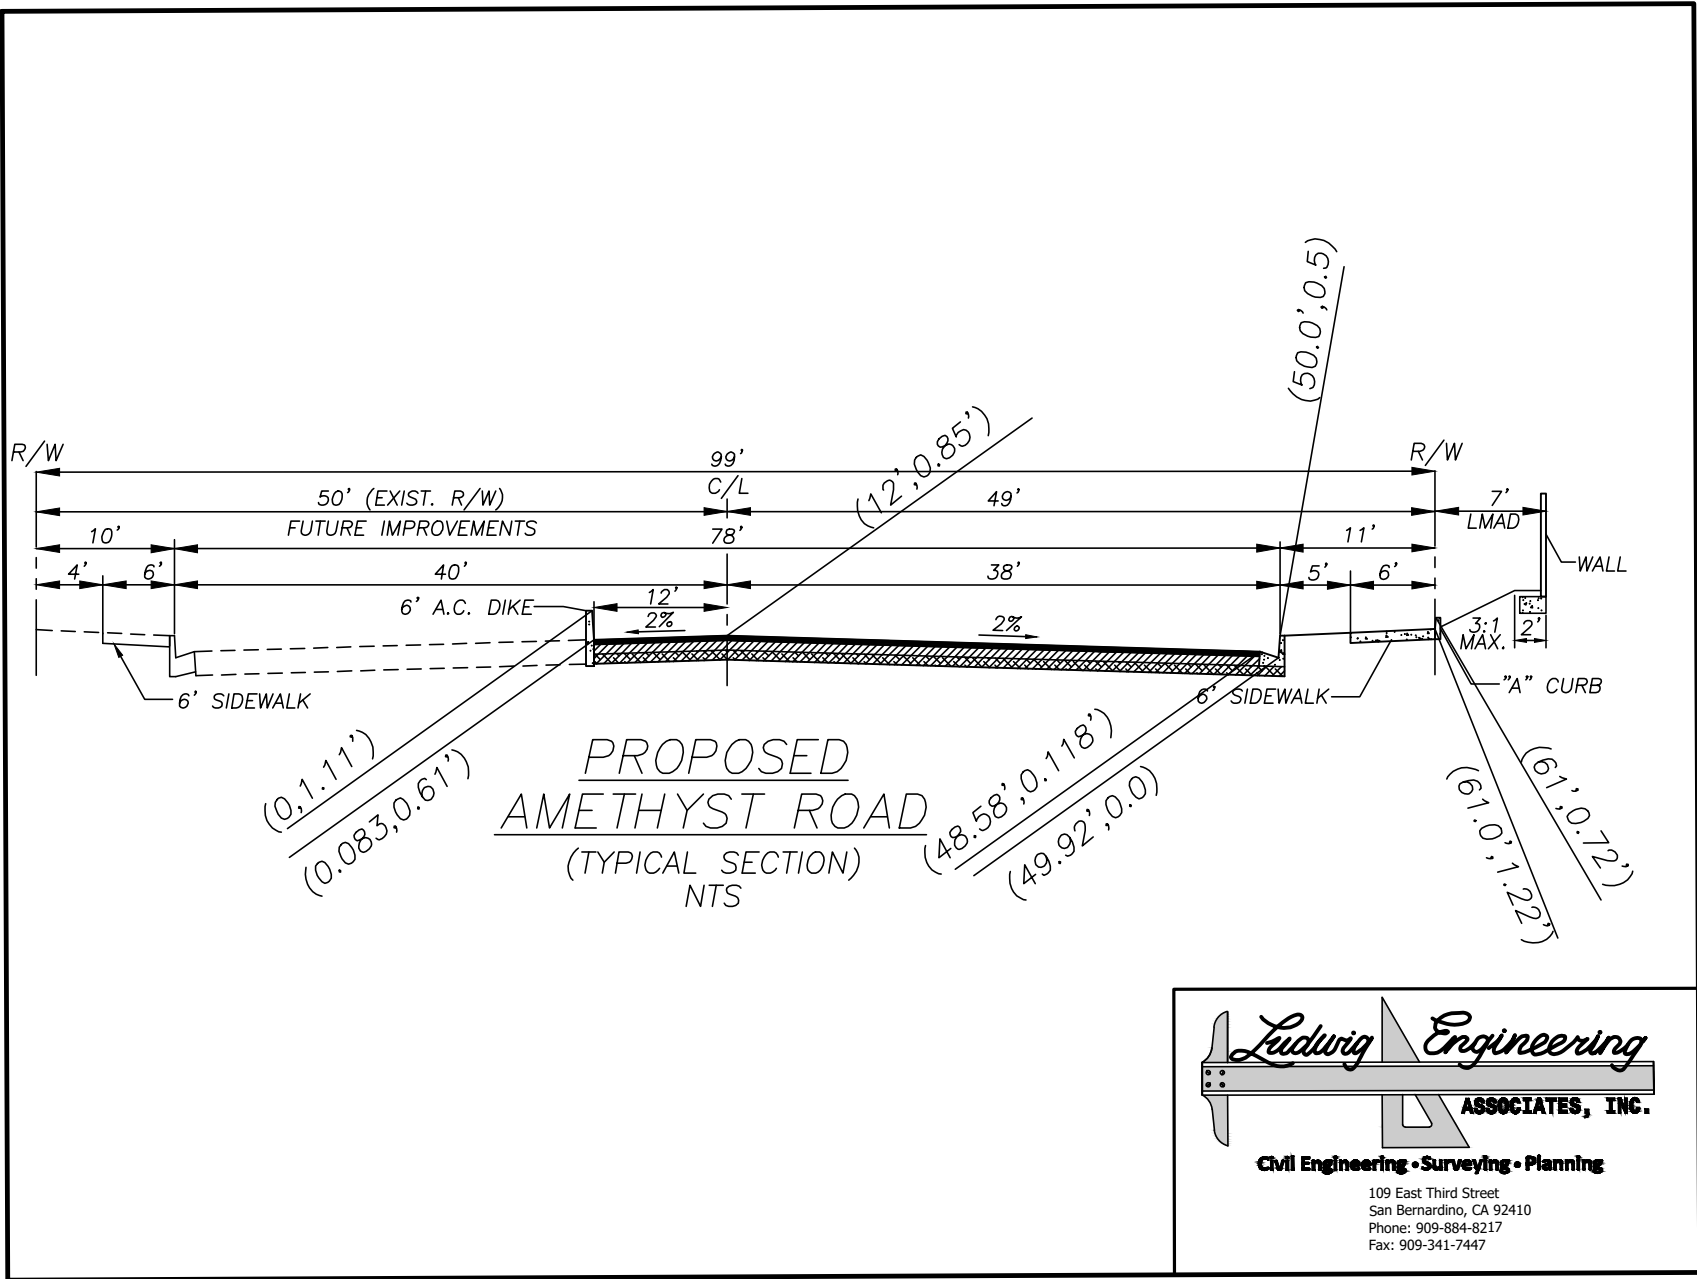 (50.0',0.5)
(12',0.85')
R/W
99'
R/W
C/L
50' (EXIST. R/W)
49'
7'
LMAD
FUTURE IMPROVEMENTS
10'
78'
11'
WALL
4'
6'
40'
38'
5'
6'
6' A.C. DIKE
12'
2%
2%
3:1
MAX.
2'
6' SIDEWALK
6' SIDEWALK
"A" CURB
(0,1.11')
(0.083,0.61')
(48.58',0.118')
(49.92',0.0)
(61',0.72')
(61.0',1.22')
PROPOSED
AMETHYST ROAD
(TYPICAL SECTION)
NTS
Ludwig Engineering
ASSOCIATES, INC.
Civil Engineering • Surveying • Planning
109 East Third Street
San Bernardino, CA 92410
Phone: 909-884-8217
Fax: 909-341-7447